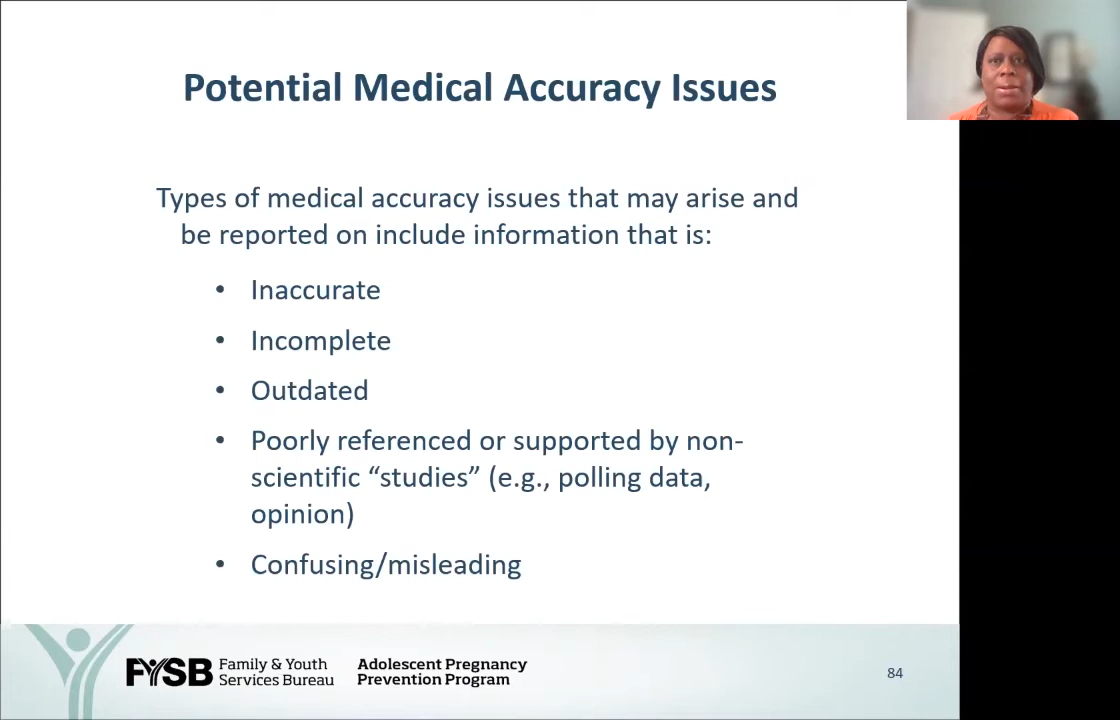 Potential Medical Accuracy Issues
Types of medical accuracy issues that may arise and
be reported on include information that is:
• Inaccurate
• Incomplete
• Outdated
• Poorly referenced or supported by non-
scientific “studies” (e.g., polling data,
opinion)
• Confusing/misleading
FYSB
Family & Youth
Services Bureau
Adolescent Pregnancy
Prevention Program
84